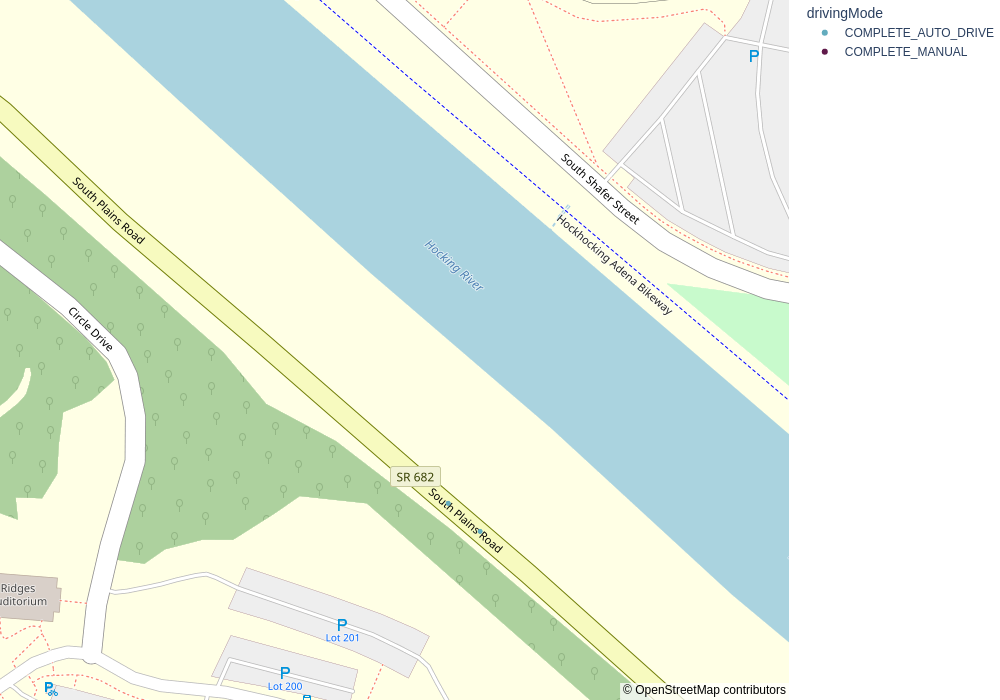 drivingMode
COMPLETE_AUTO_DRIVE
COMPLETE_MANUAL
P
South Shafer Street
South Plains Road
Hocking River
Hockhocking Adena Bikeway
Circle Drive
SR 682
South Plains Road
Ridges
uditorium
P
Lot 201
P
Lot 200
P
© OpenStreetMap contributors